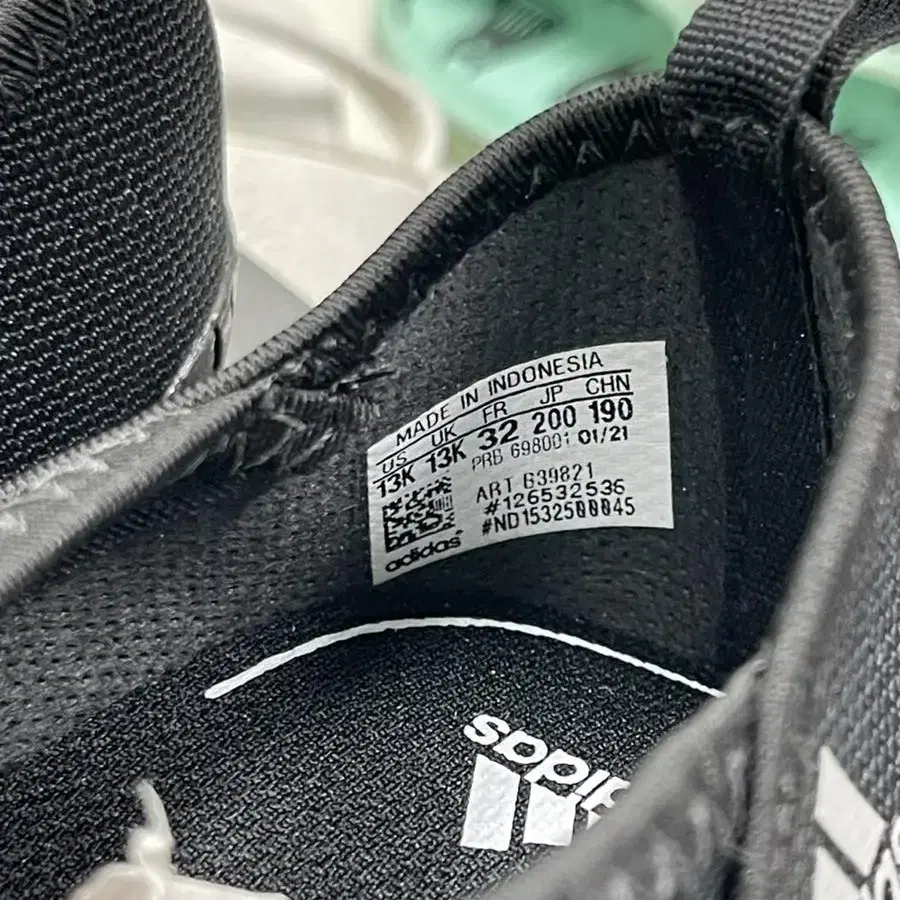 MADE IN INDONESIA
US UK FR JP CHN
13K 13K 32 200 190
PRB 698001 01/21
ART B39821
#126532536
#ND1532500045
adidas
adidas